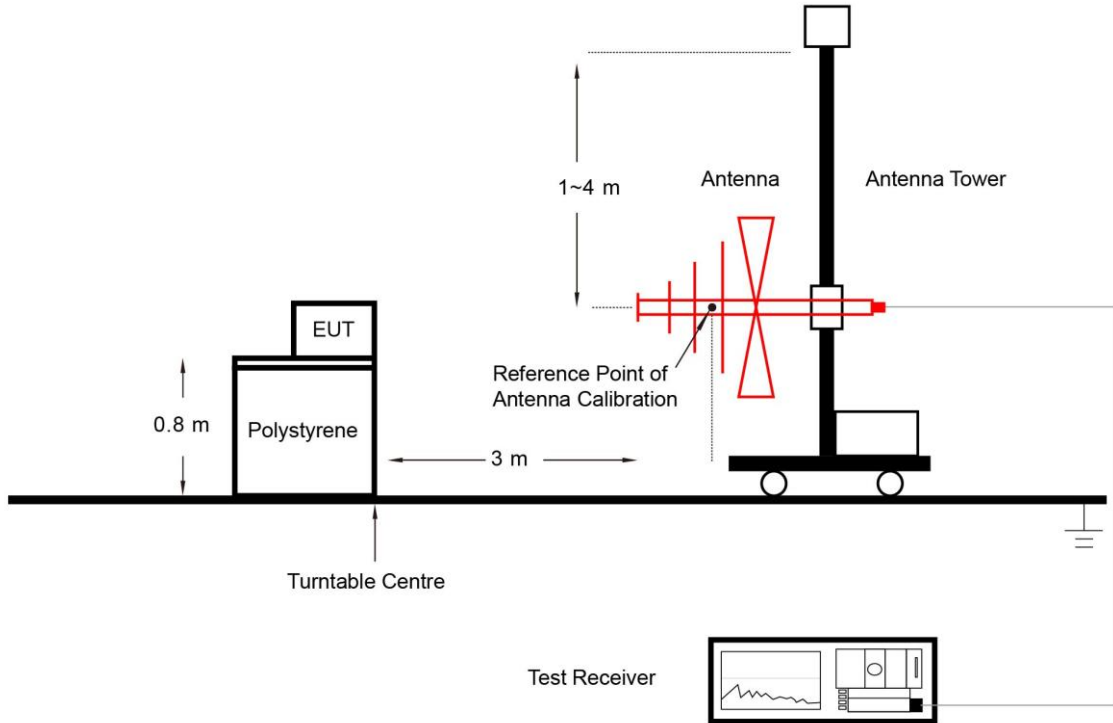 1~4 m
Antenna
Antenna Tower
EUT
Reference Point of
Antenna Calibration
0.8 m
Polystyrene
3 m
Turntable Centre
Test Receiver